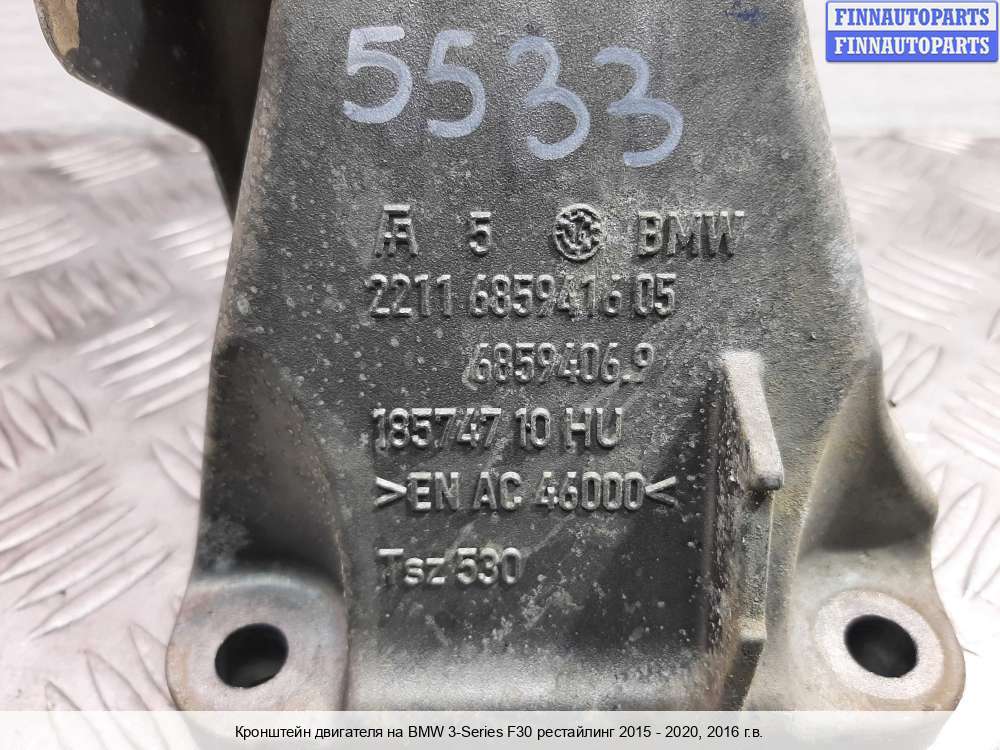 FINNAUTOPARTS
FINNAUTOPARTS
5533
5 BMW
2211 6859416 05
6859406.9
185747 10 HU
>EN AC 46000<
Tsz 530
Кронштейн двигателя на BMW 3-Series F30 рестайлинг 2015 - 2020, 2016 г.в.